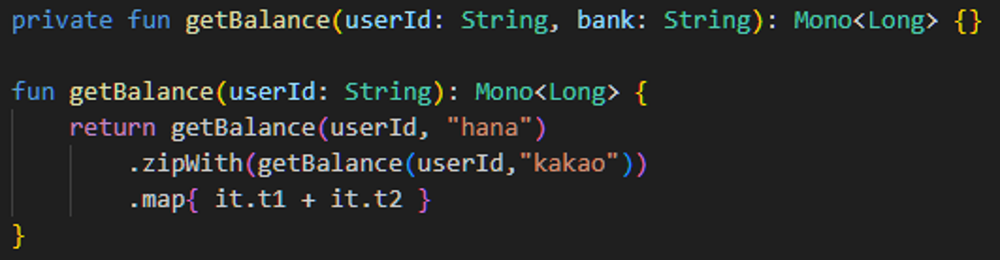 private fun getBalance(userId: String, bank: String): Mono<Long> {}
fun getBalance(userId: String): Mono<Long> {
return getBalance(userId, "hana")
.zipWith(getBalance(userId,"kakao"))
.map{ it.t1 + it.t2 }
}